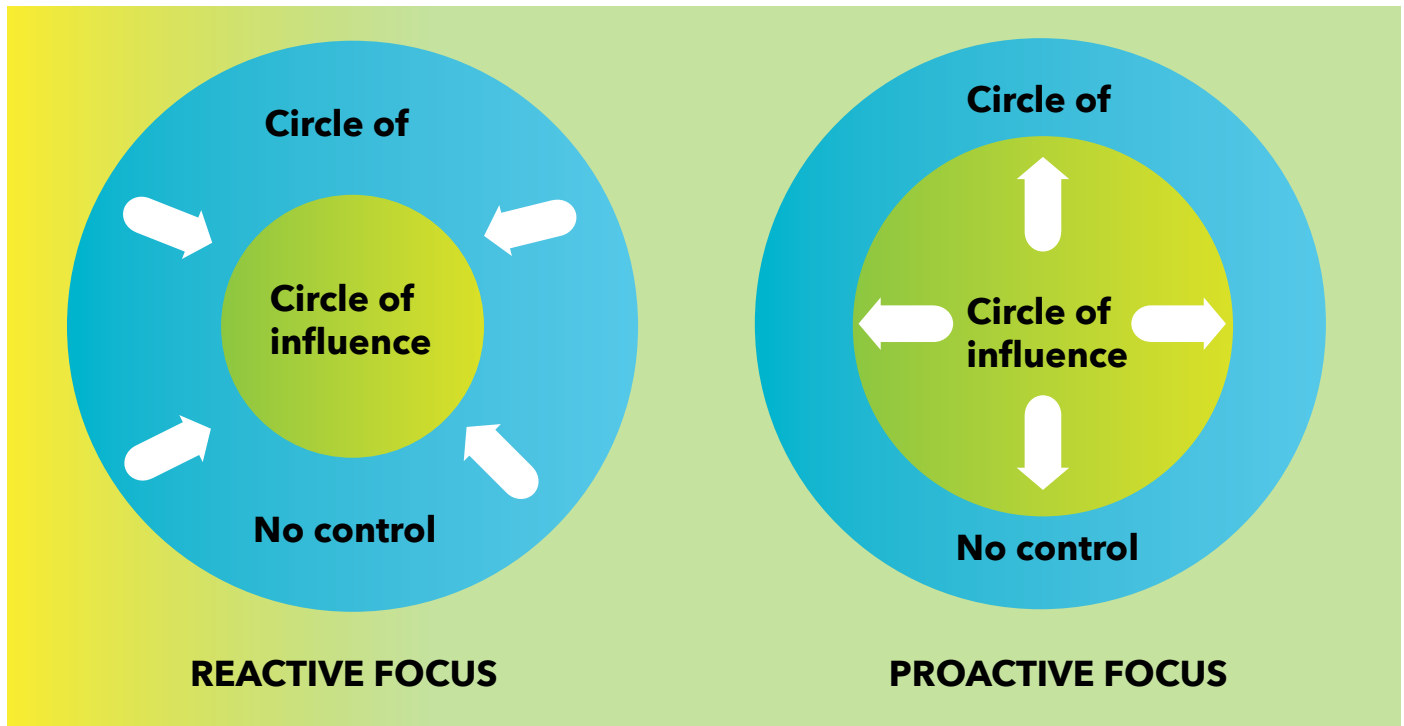 Circle of
Circle of
influence
No control
REACTIVE FOCUS
Circle of
Circle of
influence
No control
PROACTIVE FOCUS